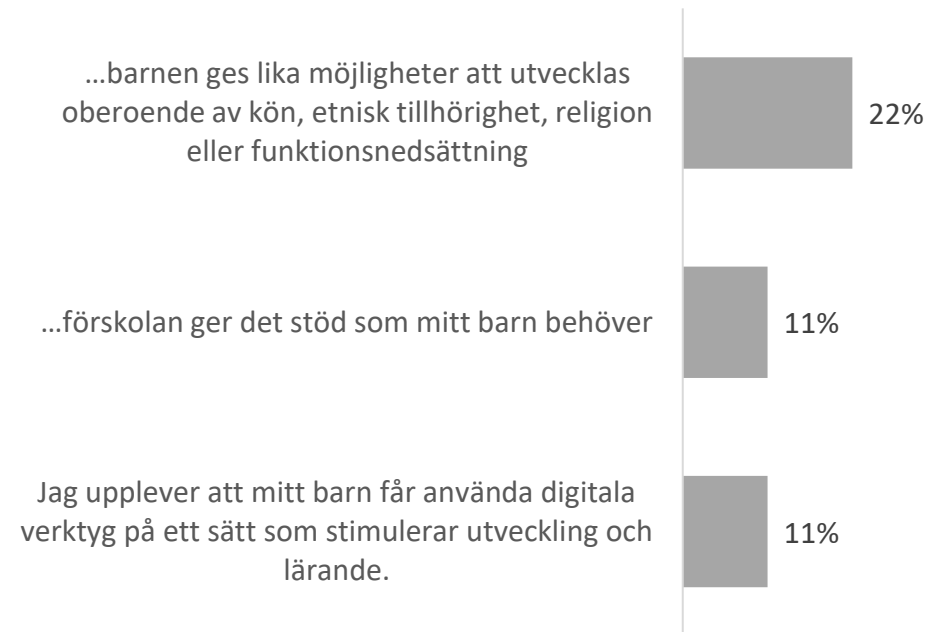 …barnen ges lika möjligheter att utvecklas
oberoende av kön, etnisk tillhörighet, religion
eller funktionsnedsättning
22%
…förskolan ger det stöd som mitt barn behöver
11%
Jag upplever att mitt barn får använda digitala
verktyg på ett sätt som stimulerar utveckling och
lärande.
11%